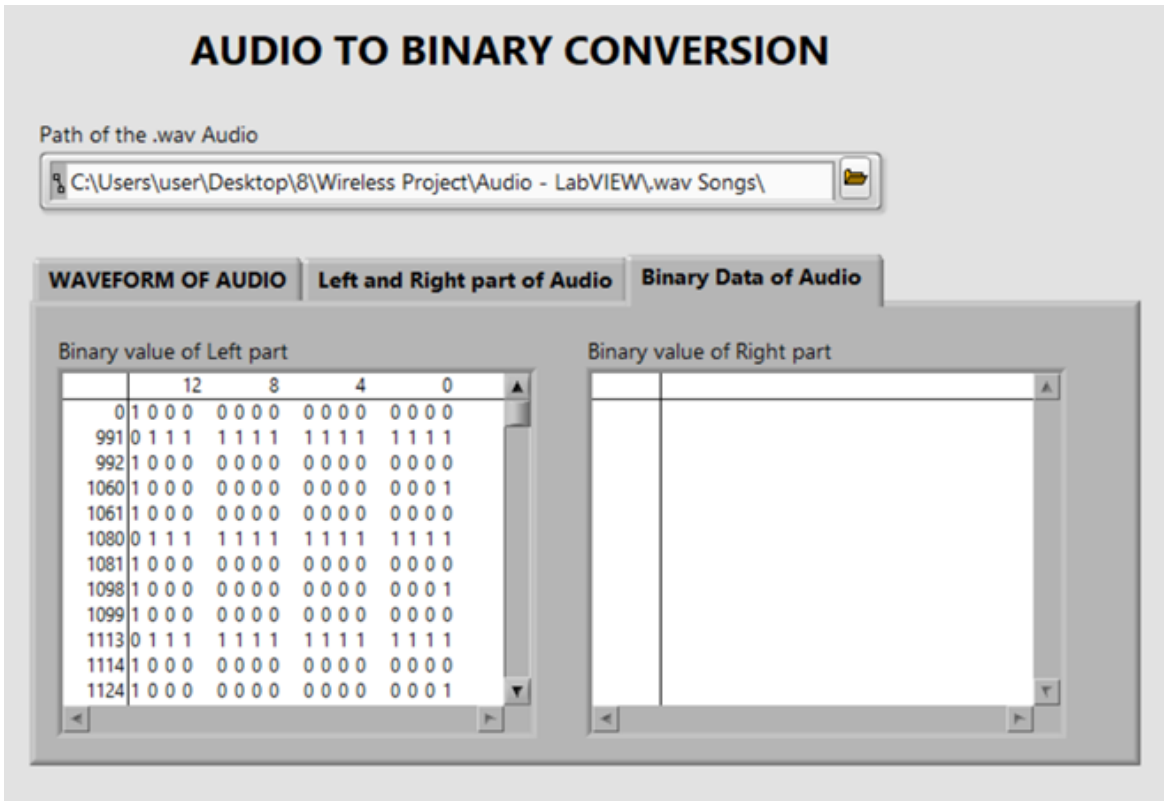 AUDIO TO BINARY CONVERSION
Path of the .wav Audio
C:\Users\user\Desktop\8\Wireless Project\Audio - LabVIEW\.wav Songs\
WAVEFORM OF AUDIO Left and Right part of Audio Binary Data of Audio
Binary value of Left part Binary value of Right part
12 8 4 0
0 1 0 0 0 0 0 0 0 0 0 0 0 0 0 0 0
991 0 1 1 1 1 1 1 1 1 1 1 1 1 1 1 1
992 1 0 0 0 0 0 0 0 0 0 0 0 0 0 0 0
1060 1 0 0 0 0 0 0 0 0 0 0 0 0 0 0 1
1061 1 0 0 0 0 0 0 0 0 0 0 0 0 0 0 0
1080 0 1 1 1 1 1 1 1 1 1 1 1 1 1 1 1
1081 1 0 0 0 0 0 0 0 0 0 0 0 0 0 0 0
1098 1 0 0 0 0 0 0 0 0 0 0 0 0 0 0 1
1099 1 0 0 0 0 0 0 0 0 0 0 0 0 0 0 0
1113 0 1 1 1 1 1 1 1 1 1 1 1 1 1 1 1
1114 1 0 0 0 0 0 0 0 0 0 0 0 0 0 0 0
1124 1 0 0 0 0 0 0 0 0 0 0 0 0 0 0 1